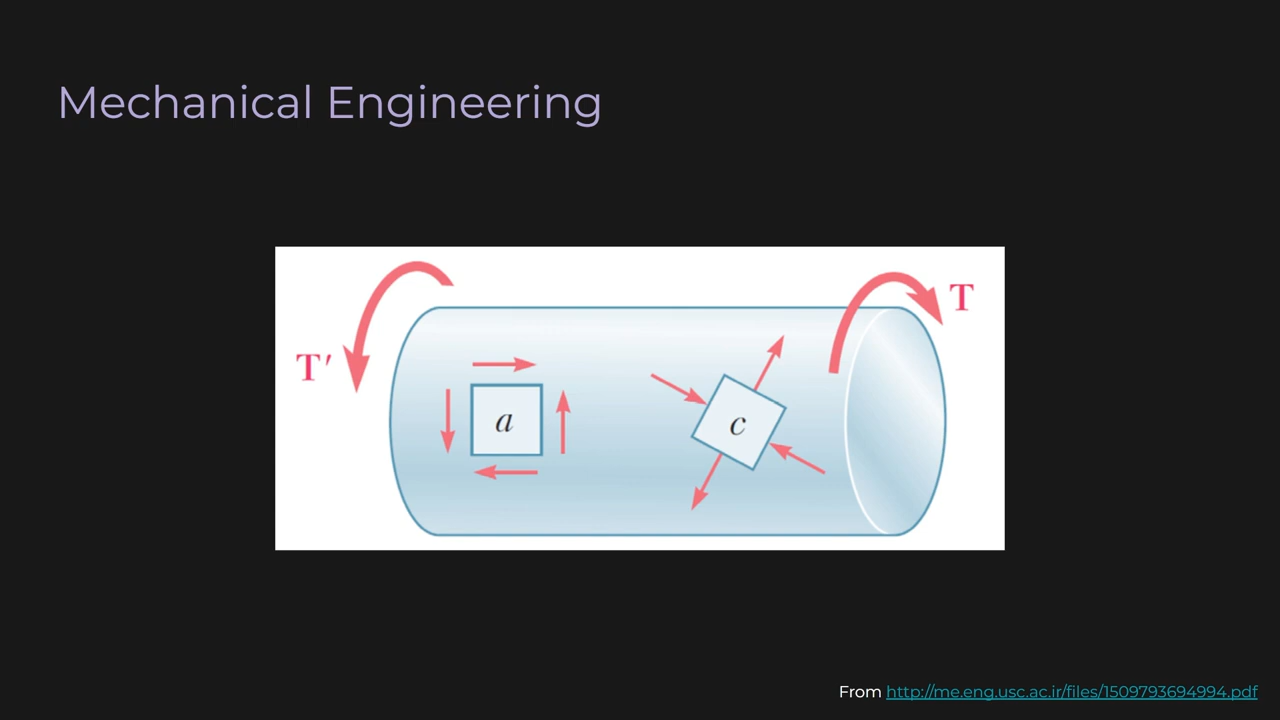 Mechanical Engineering
T′
T
a
c
From http://me.eng.usc.ac.ir/files/1509793694994.pdf